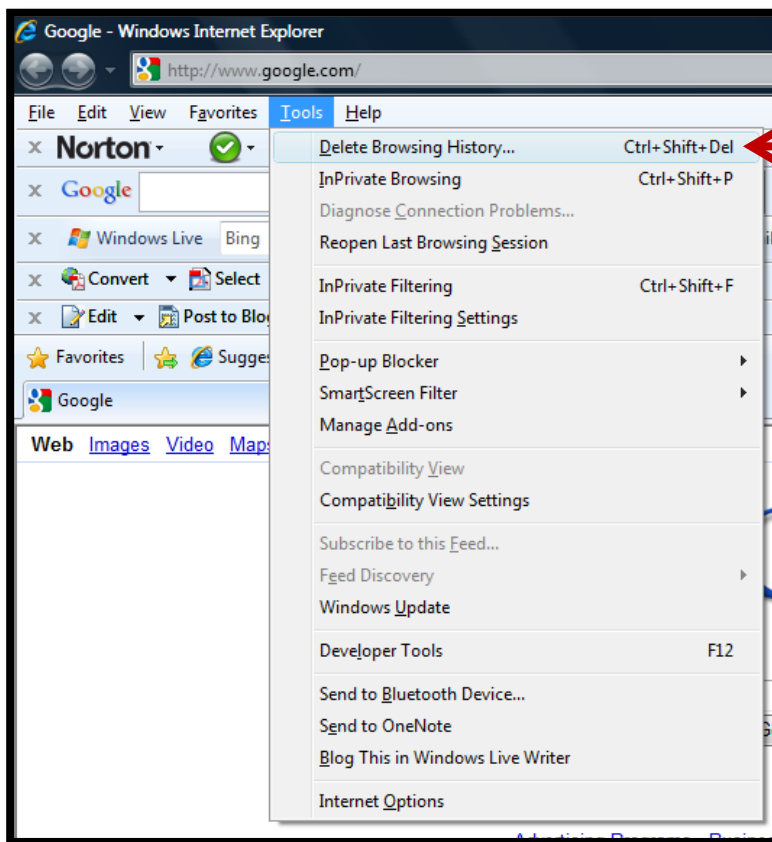 Google - Windows Internet Explorer
http://www.google.com/
File Edit View Favorites Tools Help
Norton
Google
Windows Live Bing
Convert Select
Edit Post to Blo
Favorites Sugge
Google
Web Images Video Maps
Delete Browsing History... Ctrl+Shift+Del
InPrivate Browsing Ctrl+Shift+P
Diagnose Connection Problems...
Reopen Last Browsing Session
InPrivate Filtering Ctrl+Shift+F
InPrivate Filtering Settings
Pop-up Blocker
SmartScreen Filter
Manage Add-ons
Compatibility View
Compatibility View Settings
Subscribe to this Feed...
Feed Discovery
Windows Update
Developer Tools F12
Send to Bluetooth Device...
Send to OneNote
Blog This in Windows Live Writer
Internet Options